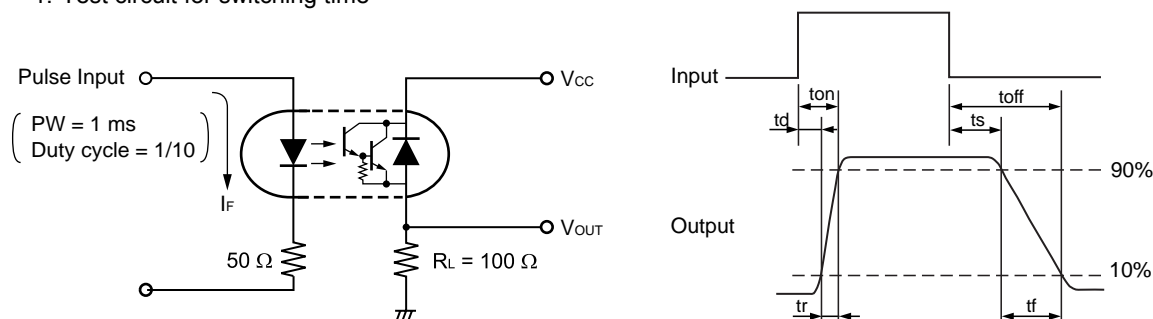 1. Test circuit for switching time
Pulse Input
PW = 1 ms
Duty cycle = 1/10
IF
50 Ω
VCC
VOUT
RL = 100 Ω
Input
ton
toff
td
ts
90%
Output
10%
tr
tf